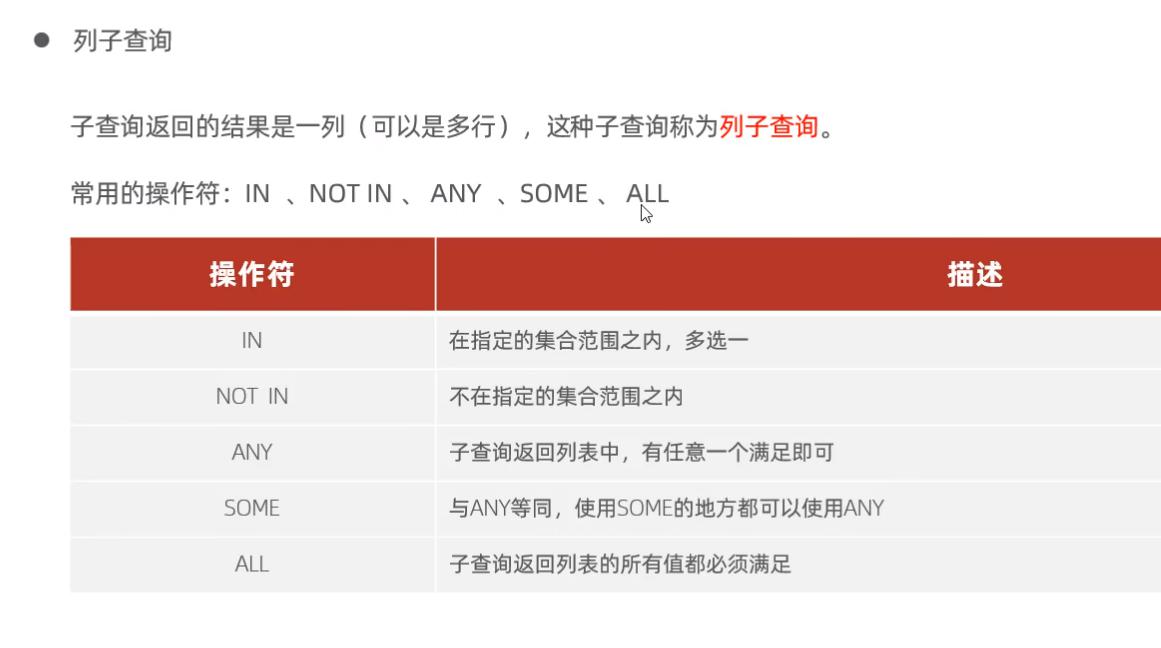 ● 列子查询
子查询返回的结果是一列（可以是多行），这种子查询称为列子查询。
常用的操作符：IN 、NOT IN 、 ANY 、SOME 、 ALL
操作符 描述
IN 在指定的集合范围之内，多选一
NOT IN 不在指定的集合范围之内
ANY 子查询返回列表中，有任意一个满足即可
SOME 与ANY等同，使用SOME的地方都可以使用ANY
ALL 子查询返回列表的所有值都必须满足